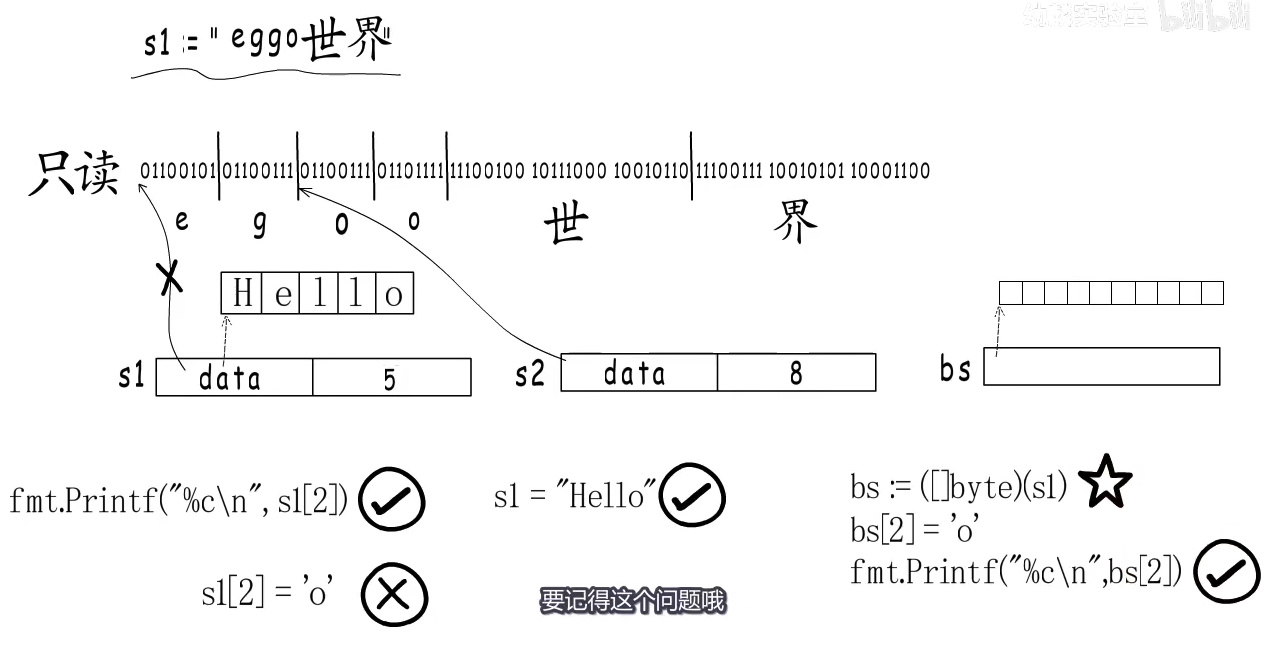 s1 := "eggo世界"
bilibili
只读 01100101 01100111 01100111 01101111 11100100 10111000 10010110 11100111 10010101 10001100
e g o o 世 界
Hello
s1 data 5
s2 data 8
bs
fmt.Printf("%c\n", s1[2])
s1[2] = 'o'
s1 = "Hello"
bs := ([]byte)(s1)
bs[2] = 'o'
fmt.Printf("%c\n",bs[2])
要记得这个问题哦